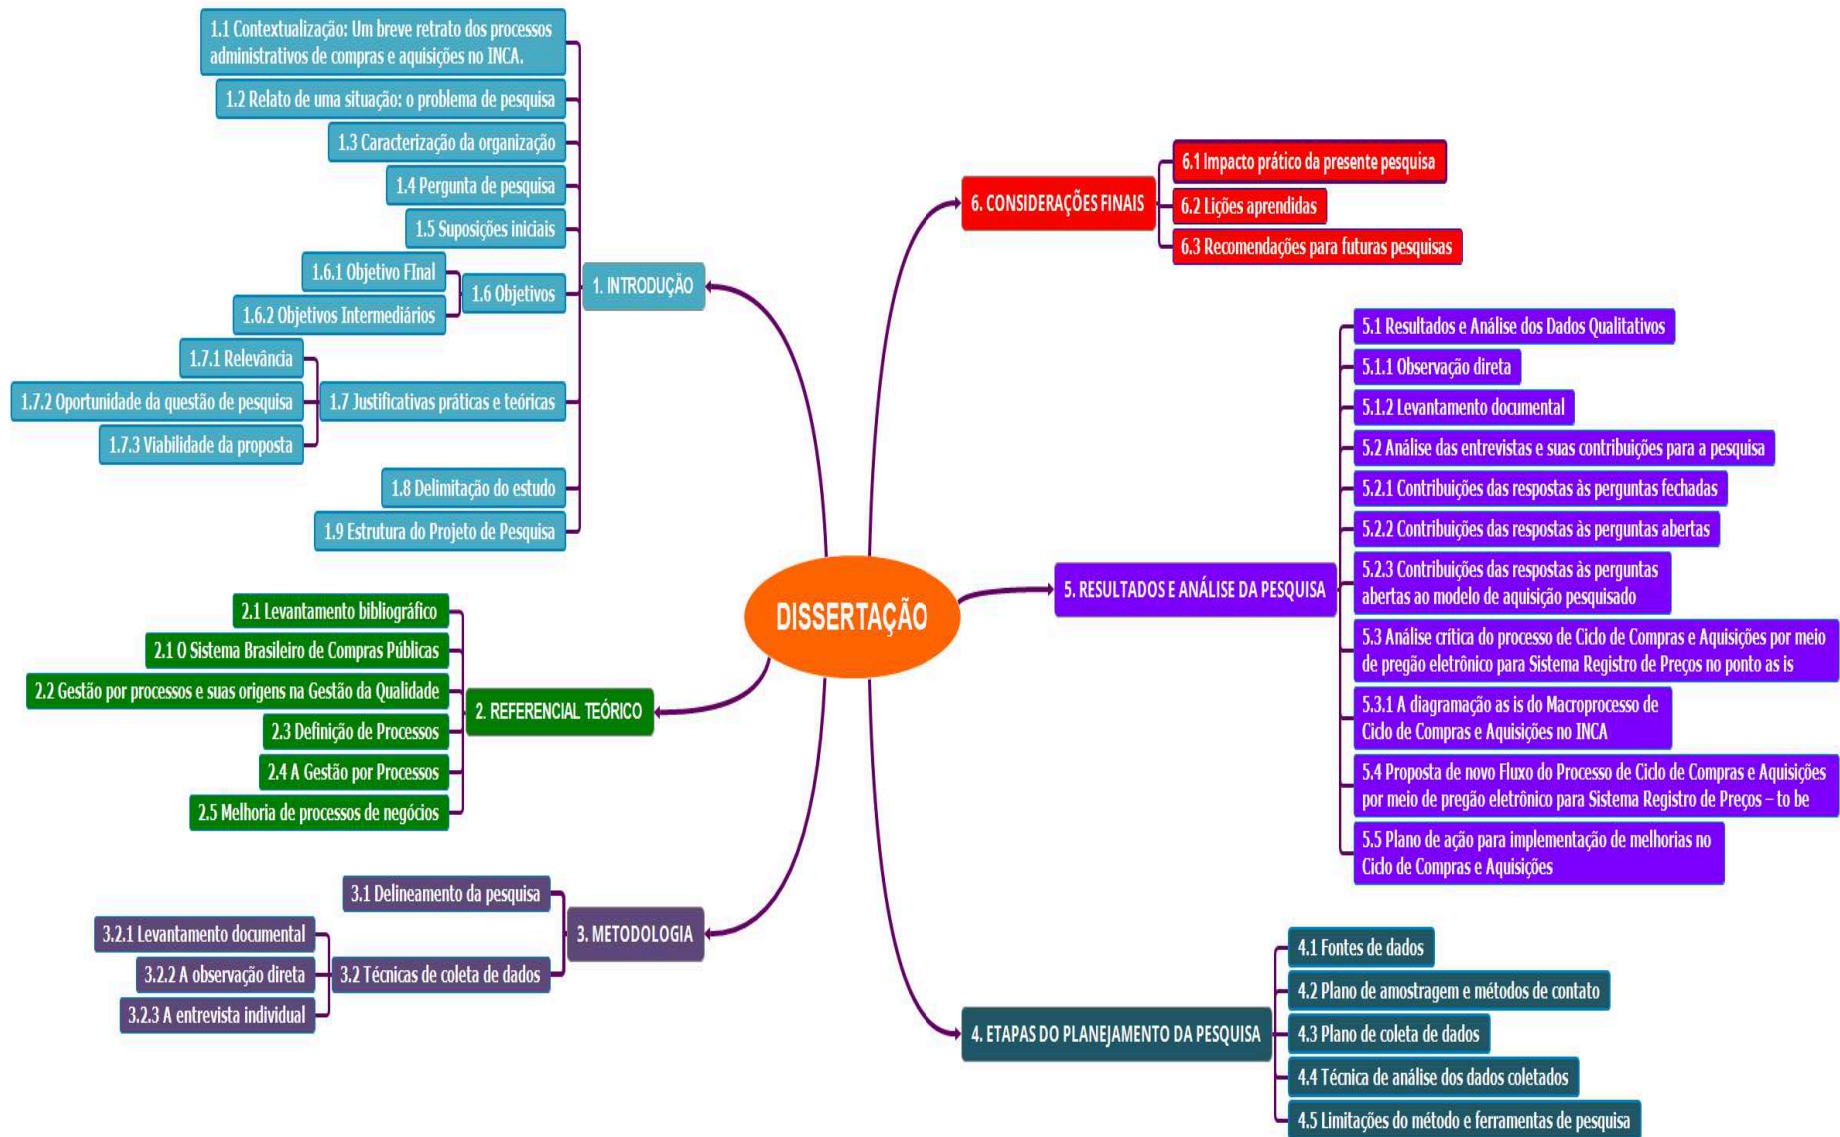 DISSERTAÇÃO
1. INTRODUÇÃO
1.1 Contextualização: Um breve retrato dos processos
administrativos de compras e aquisições no INCA.
1.2 Relato de uma situação: o problema de pesquisa
1.3 Caracterização da organização
1.4 Pergunta de pesquisa
1.5 Suposições iniciais
1.6 Objetivos
1.6.1 Objetivo FInal
1.6.2 Objetivos Intermediários
1.7 Justificativas práticas e teóricas
1.7.1 Relevância
1.7.2 Oportunidade da questão de pesquisa
1.7.3 Viabilidade da proposta
1.8 Delimitação do estudo
1.9 Estrutura do Projeto de Pesquisa
2. REFERENCIAL TEÓRICO
2.1 Levantamento bibliográfico
2.1 O Sistema Brasileiro de Compras Públicas
2.2 Gestão por processos e suas origens na Gestão da Qualidade
2.3 Definição de Processos
2.4 A Gestão por Processos
2.5 Melhoria de processos de negócios
3. METODOLOGIA
3.1 Delineamento da pesquisa
3.2 Técnicas de coleta de dados
3.2.1 Levantamento documental
3.2.2 A observação direta
3.2.3 A entrevista individual
4. ETAPAS DO PLANEJAMENTO DA PESQUISA
4.1 Fontes de dados
4.2 Plano de amostragem e métodos de contato
4.3 Plano de coleta de dados
4.4 Técnica de análise dos dados coletados
4.5 Limitações do método e ferramentas de pesquisa
5. RESULTADOS E ANÁLISE DA PESQUISA
5.1 Resultados e Análise dos Dados Qualitativos
5.1.1 Observação direta
5.1.2 Levantamento documental
5.2 Análise das entrevistas e suas contribuições para a pesquisa
5.2.1 Contribuições das respostas às perguntas fechadas
5.2.2 Contribuições das respostas às perguntas abertas
5.2.3 Contribuições das respostas às perguntas
abertas ao modelo de aquisição pesquisado
5.3 Análise crítica do processo de Ciclo de Compras e Aquisições por meio
de pregão eletrônico para Sistema Registro de Preços no ponto as is
5.3.1 A diagramação as is do Macroprocesso de
Ciclo de Compras e Aquisições no INCA
5.4 Proposta de novo Fluxo do Processo de Ciclo de Compras e Aquisições
por meio de pregão eletrônico para Sistema Registro de Preços – to be
5.5 Plano de ação para implementação de melhorias no
Ciclo de Compras e Aquisições
6. CONSIDERAÇÕES FINAIS
6.1 Impacto prático da presente pesquisa
6.2 Lições aprendidas
6.3 Recomendações para futuras pesquisas